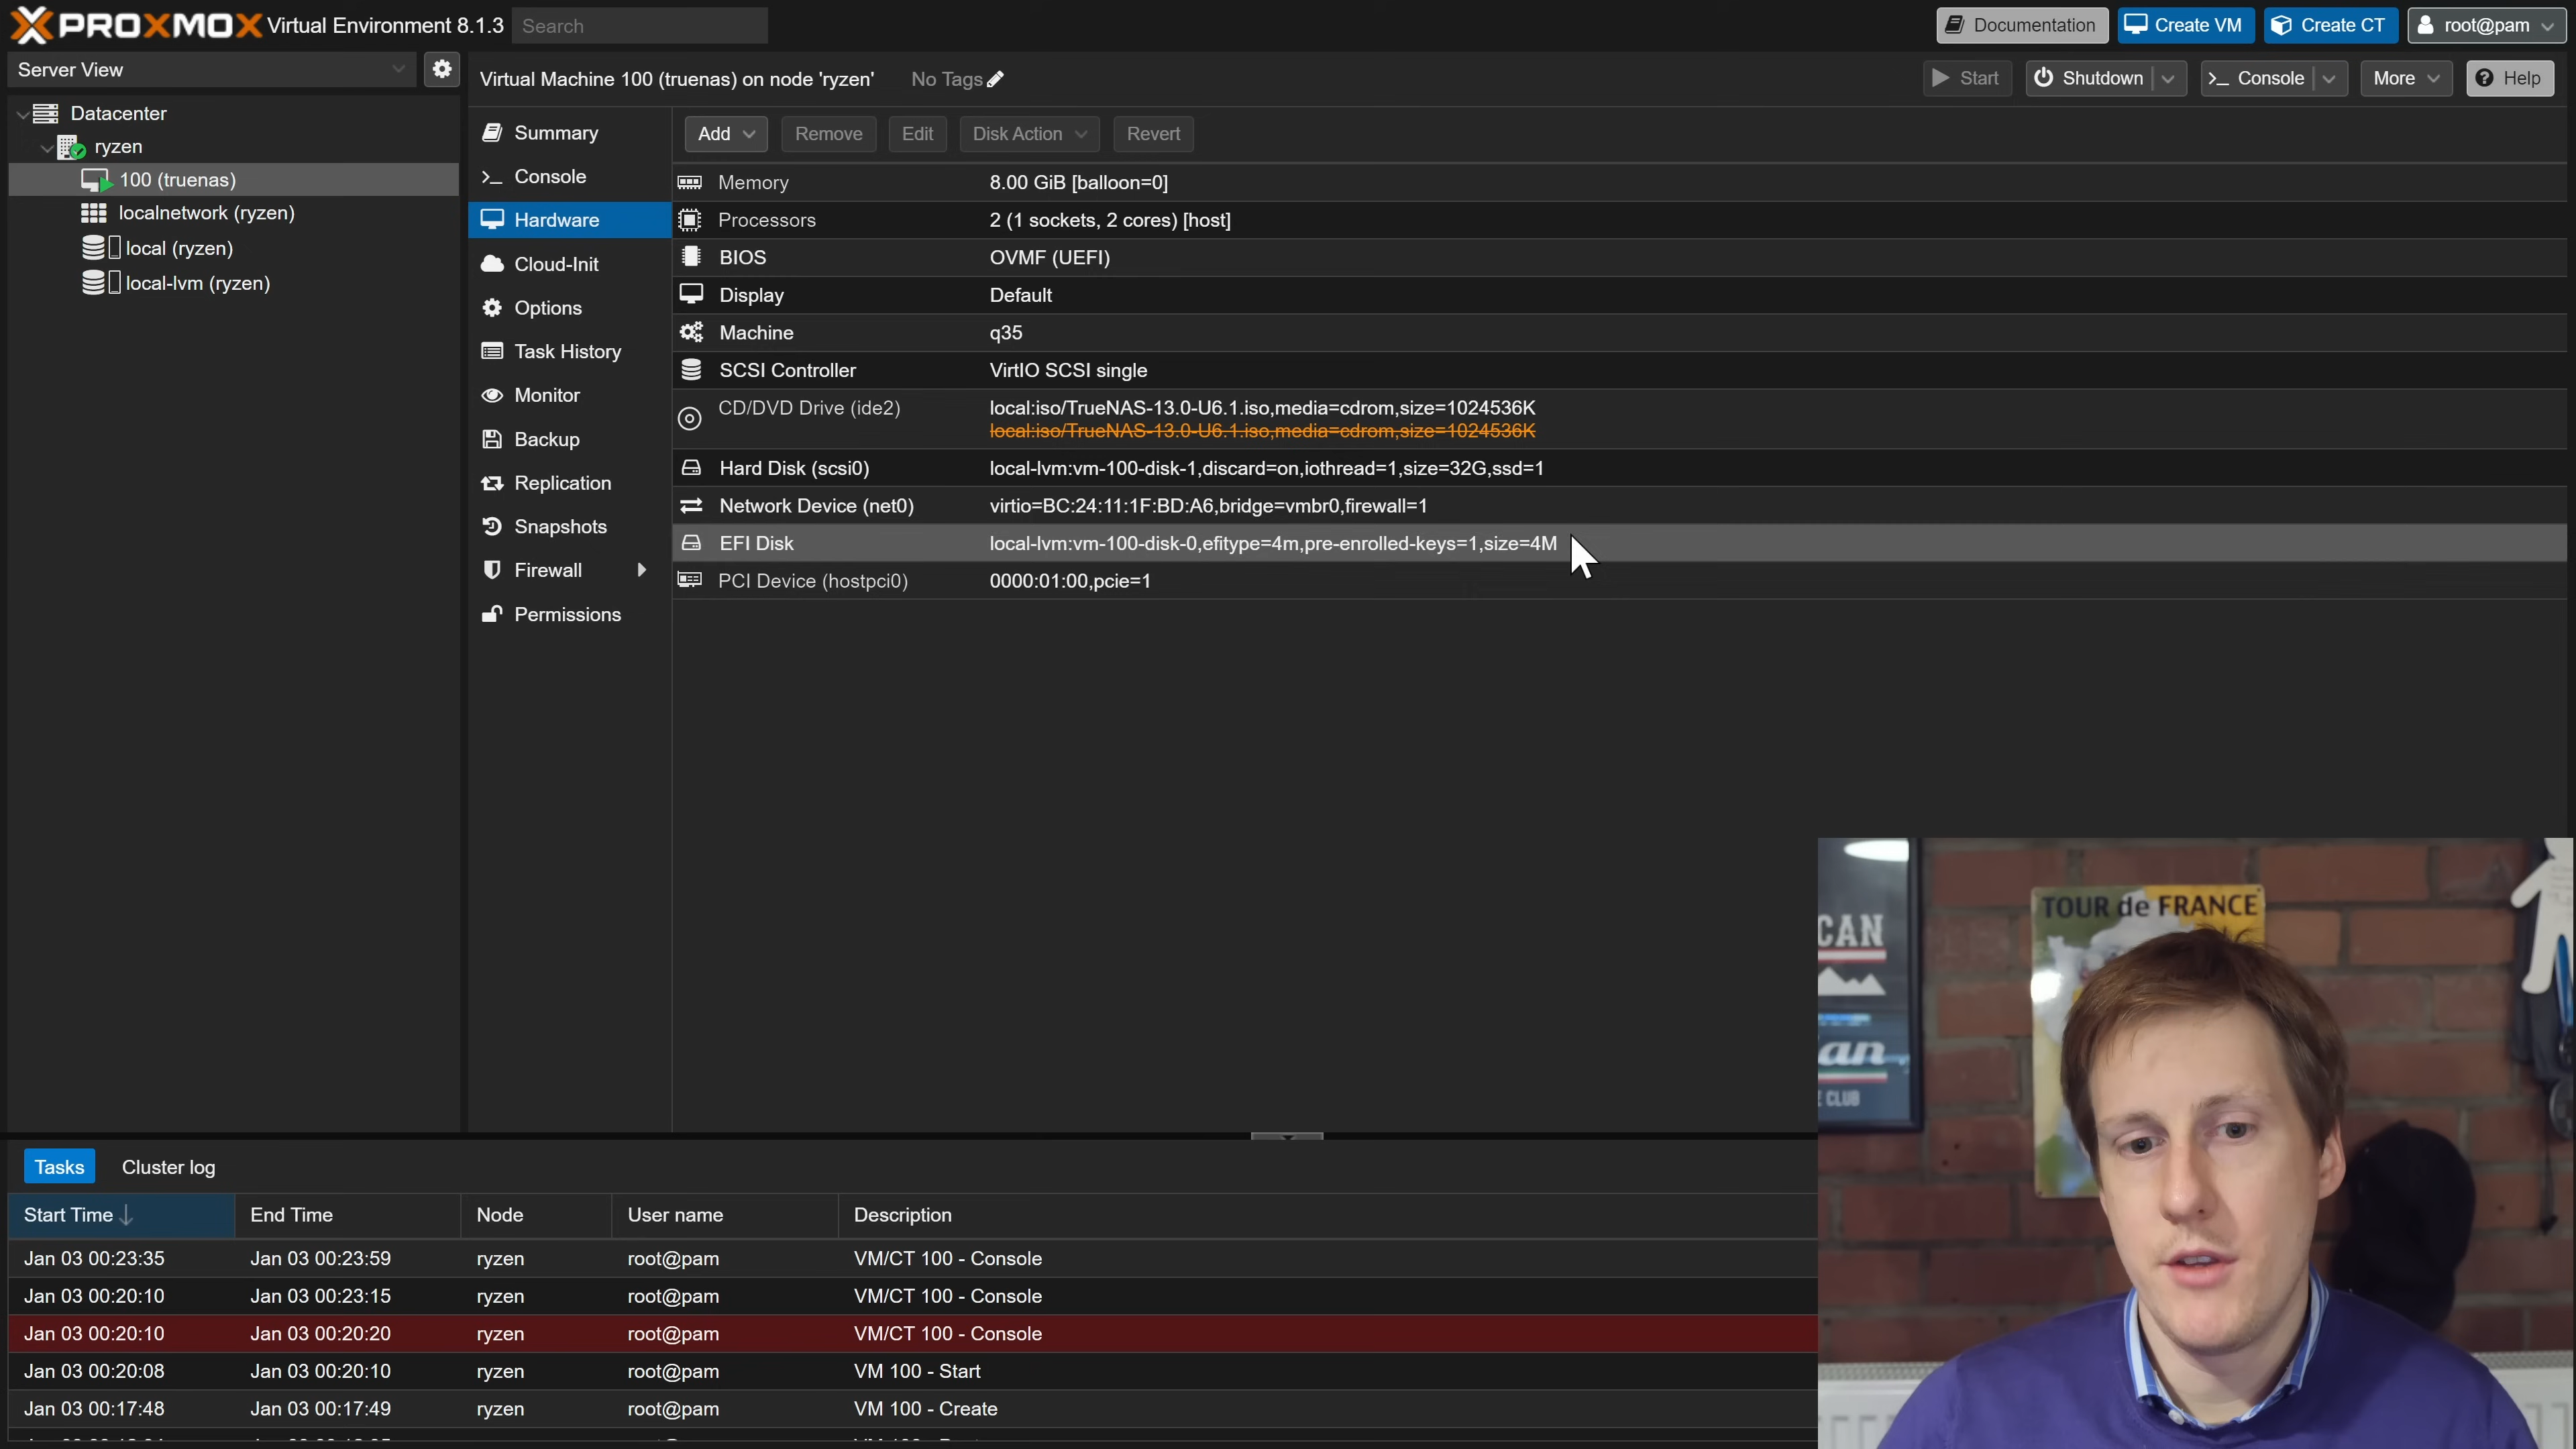 PROXMOX Virtual Environment 8.1.3 Search Documentation Create VM Create CT root@pam
Server View
Virtual Machine 100 (truenas) on node 'ryzen' No Tags Start Shutdown Console More Help
Datacenter
ryzen
100 (truenas)
localnetwork (ryzen)
local (ryzen)
local-lvm (ryzen)
Summary
Console
Hardware
Cloud-Init
Options
Task History
Monitor
Backup
Replication
Snapshots
Firewall
Permissions
Add Remove Edit Disk Action Revert
Memory 8.00 GiB [balloon=0]
Processors 2 (1 sockets, 2 cores) [host]
BIOS OVMF (UEFI)
Display Default
Machine q35
SCSI Controller VirtIO SCSI single
CD/DVD Drive (ide2) local:iso/TrueNAS-13.0-U6.1.iso,media=cdrom,size=1024536K
local:iso/TrueNAS-13.0-U6.1.iso,media=cdrom,size=1024536K
Hard Disk (scsi0) local-lvm:vm-100-disk-1,discard=on,iothread=1,size=32G,ssd=1
Network Device (net0) virtio=BC:24:11:1F:BD:A6,bridge=vmbr0,firewall=1
EFI Disk local-lvm:vm-100-disk-0,efitype=4m,pre-enrolled-keys=1,size=4M
PCI Device (hostpci0) 0000:01:00,pcie=1
Tasks Cluster log
Start Time End Time Node User name Description
Jan 03 00:23:35 Jan 03 00:23:59 ryzen root@pam VM/CT 100 - Console
Jan 03 00:20:10 Jan 03 00:23:15 ryzen root@pam VM/CT 100 - Console
Jan 03 00:20:10 Jan 03 00:20:20 ryzen root@pam VM/CT 100 - Console
Jan 03 00:20:08 Jan 03 00:20:10 ryzen root@pam VM 100 - Start
Jan 03 00:17:48 Jan 03 00:17:49 ryzen root@pam VM 100 - Create
TOUR de FRANCE
CAN
an
CLUB